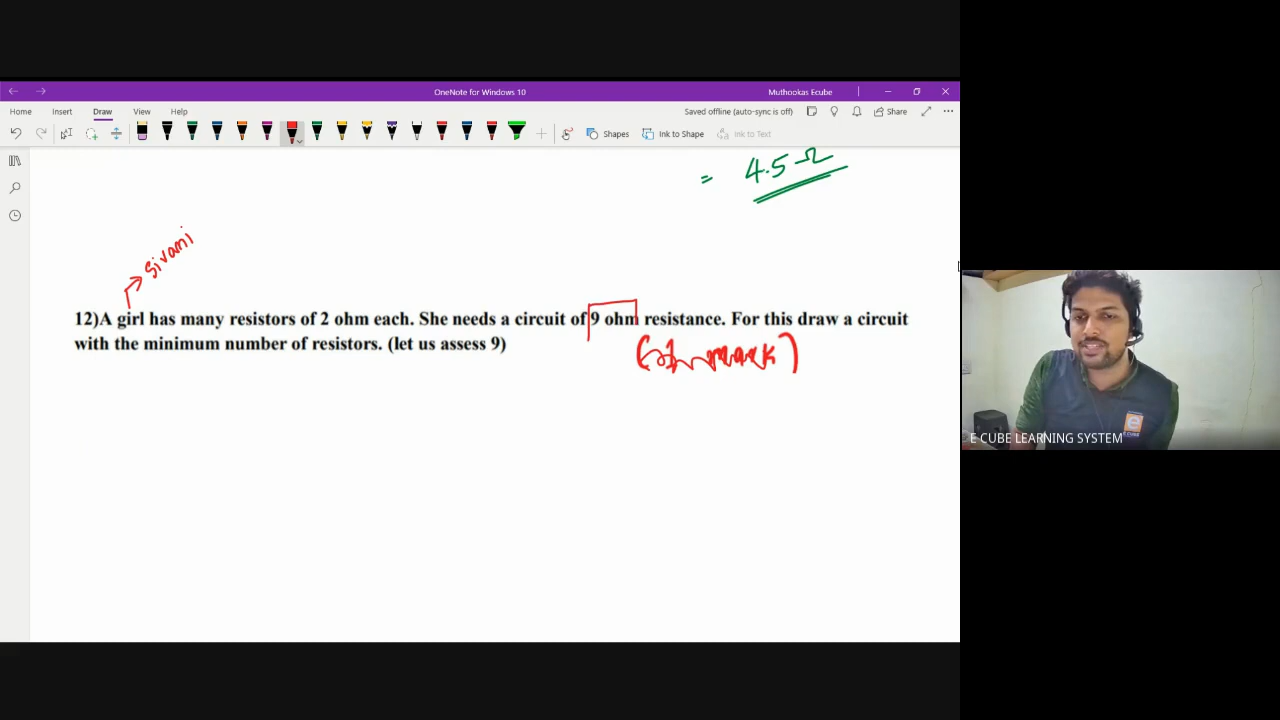 OneNote for Windows 10
Muthookas Ecube
Home Insert Draw View Help
Saved offline (auto-sync is off)
Share
Shapes
Ink to Shape
Ink to Text
= 4.5 Ω
Sivami
12)A girl has many resistors of 2 ohm each. She needs a circuit of 9 ohm resistance. For this draw a circuit
with the minimum number of resistors. (let us assess 9)
mark)
E CUBE
E CUBE LEARNING SYSTEM